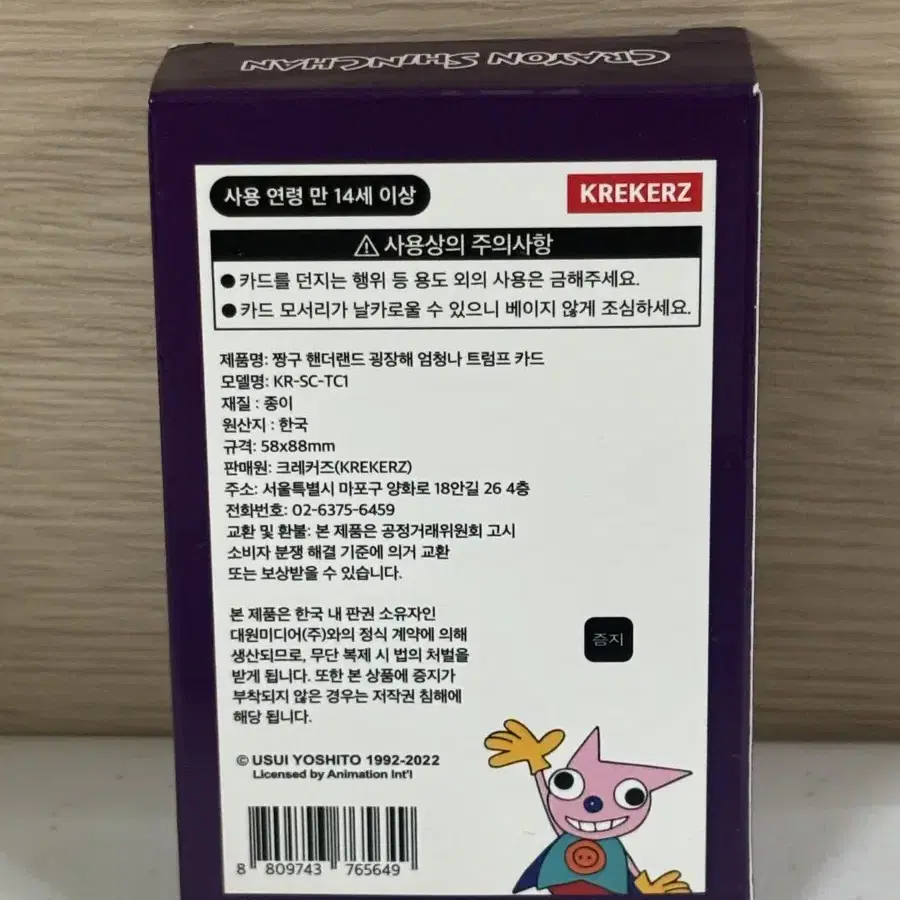 CRAYON SHINCHAN
사용 연령 만 14세 이상
KREKERZ
⚠ 사용상의 주의사항
● 카드를 던지는 행위 등 용도 외의 사용은 금해주세요.
● 카드 모서리가 날카로울 수 있으니 베이지 않게 조심하세요.
제품명: 짱구 핸더랜드 굉장해 엄청나 트럼프 카드
모델명: KR-SC-TC1
재질 : 종이
원산지 : 한국
규격: 58x88mm
판매원: 크레커즈(KREKERZ)
주소: 서울특별시 마포구 양화로 18안길 26 4층
전화번호: 02-6375-6459
교환 및 환불: 본 제품은 공정거래위원회 고시
소비자 분쟁 해결 기준에 의거 교환
또는 보상받을 수 있습니다.
본 제품은 한국 내 판권 소유자인
대원미디어(주)와의 정식 계약에 의해
생산되므로, 무단 복제 시 법의 처벌을
받게 됩니다. 또한 본 상품에 증지가
부착되지 않은 경우는 저작권 침해에
해당 됩니다.
증지
© USUI YOSHITO 1992-2022
Licensed by Animation Int'l
8 809743 765649